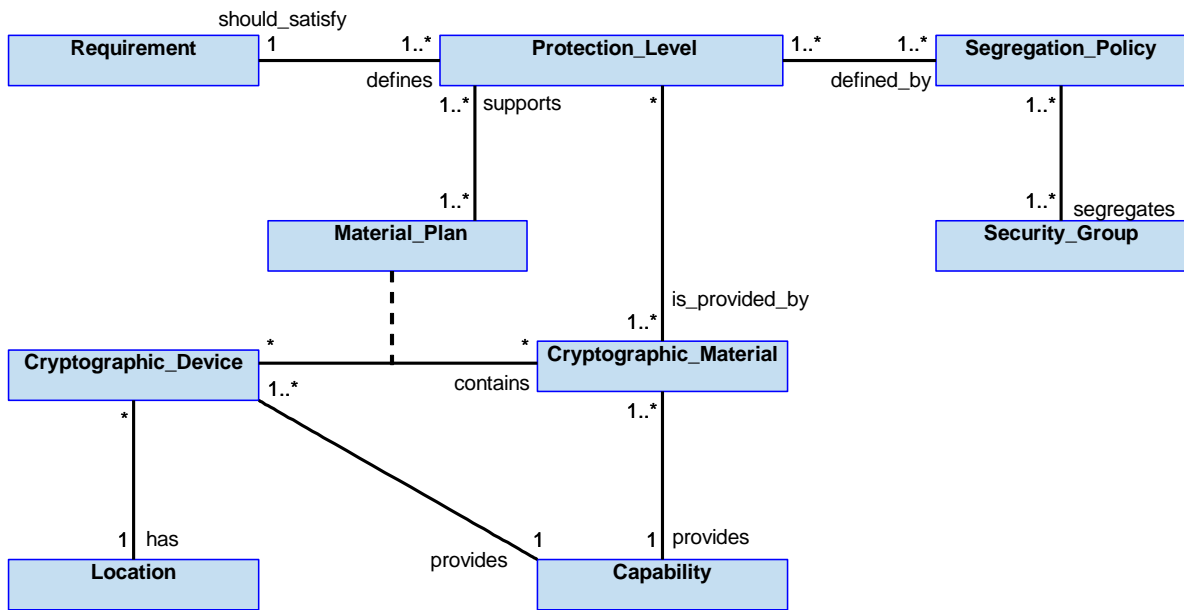 should_satisfy
Requirement 1 1..* Protection_Level 1..* 1..* Segregation_Policy
defines defined_by
1..* supports * 1..*
1..* 1..* segregates
Material_Plan Security_Group
is_provided_by
1..*
* * Cryptographic_Material
Cryptographic_Device contains
1..* 1..*
*
1 has 1 1 provides
provides
Location Capability